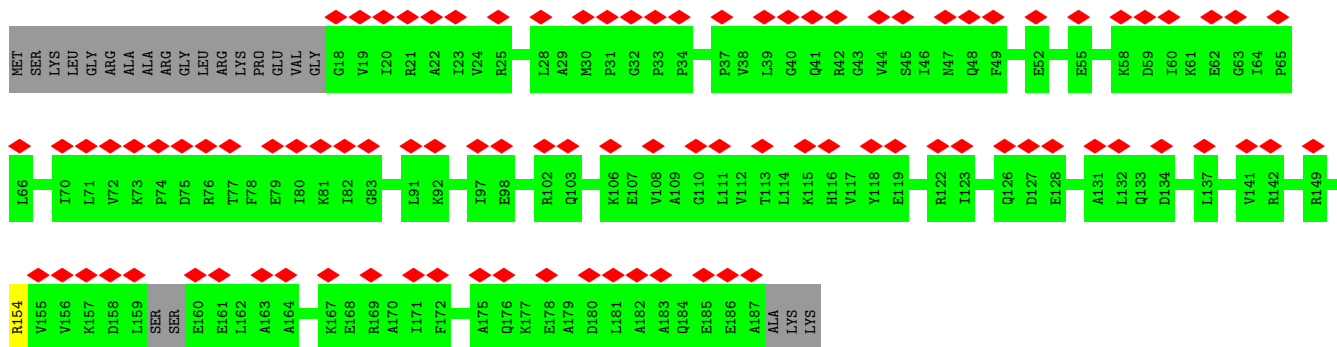 MET SER LYS LEU GLY ARG ALA ALA ARG GLY LEU ARG LYS PRO GLU VAL GLY G18 V19 I20 R21 A22 I23 V24 R25 L28 A29 M30 P31 G32 P33 P34 P37 V38 L39 G40 Q41 R42 G43 V44 S45 I46 N47 Q48 F49 E52 E55 K58 D59 I60 K61 E62 G63 I64 P65
L66 I70 L71 V72 K73 P74 D75 R76 T77 F78 E79 I80 K81 I82 G83 L91 K92 I97 E98 R102 Q103 K106 E107 V108 A109 G110 L111 V112 T113 L114 K115 H116 V117 Y118 E119 R122 I123 Q126 D127 E128 A131 L132 Q133 D134 L137 V141 R142 R149
R154 V155 V156 K157 D158 L159 SER SER E160 E161 L162 A163 A164 K167 E168 R169 A170 I171 F172 A175 Q176 K177 E178 A179 D180 L181 A182 A183 Q184 E185 E186 A187 ALA LYS LYS